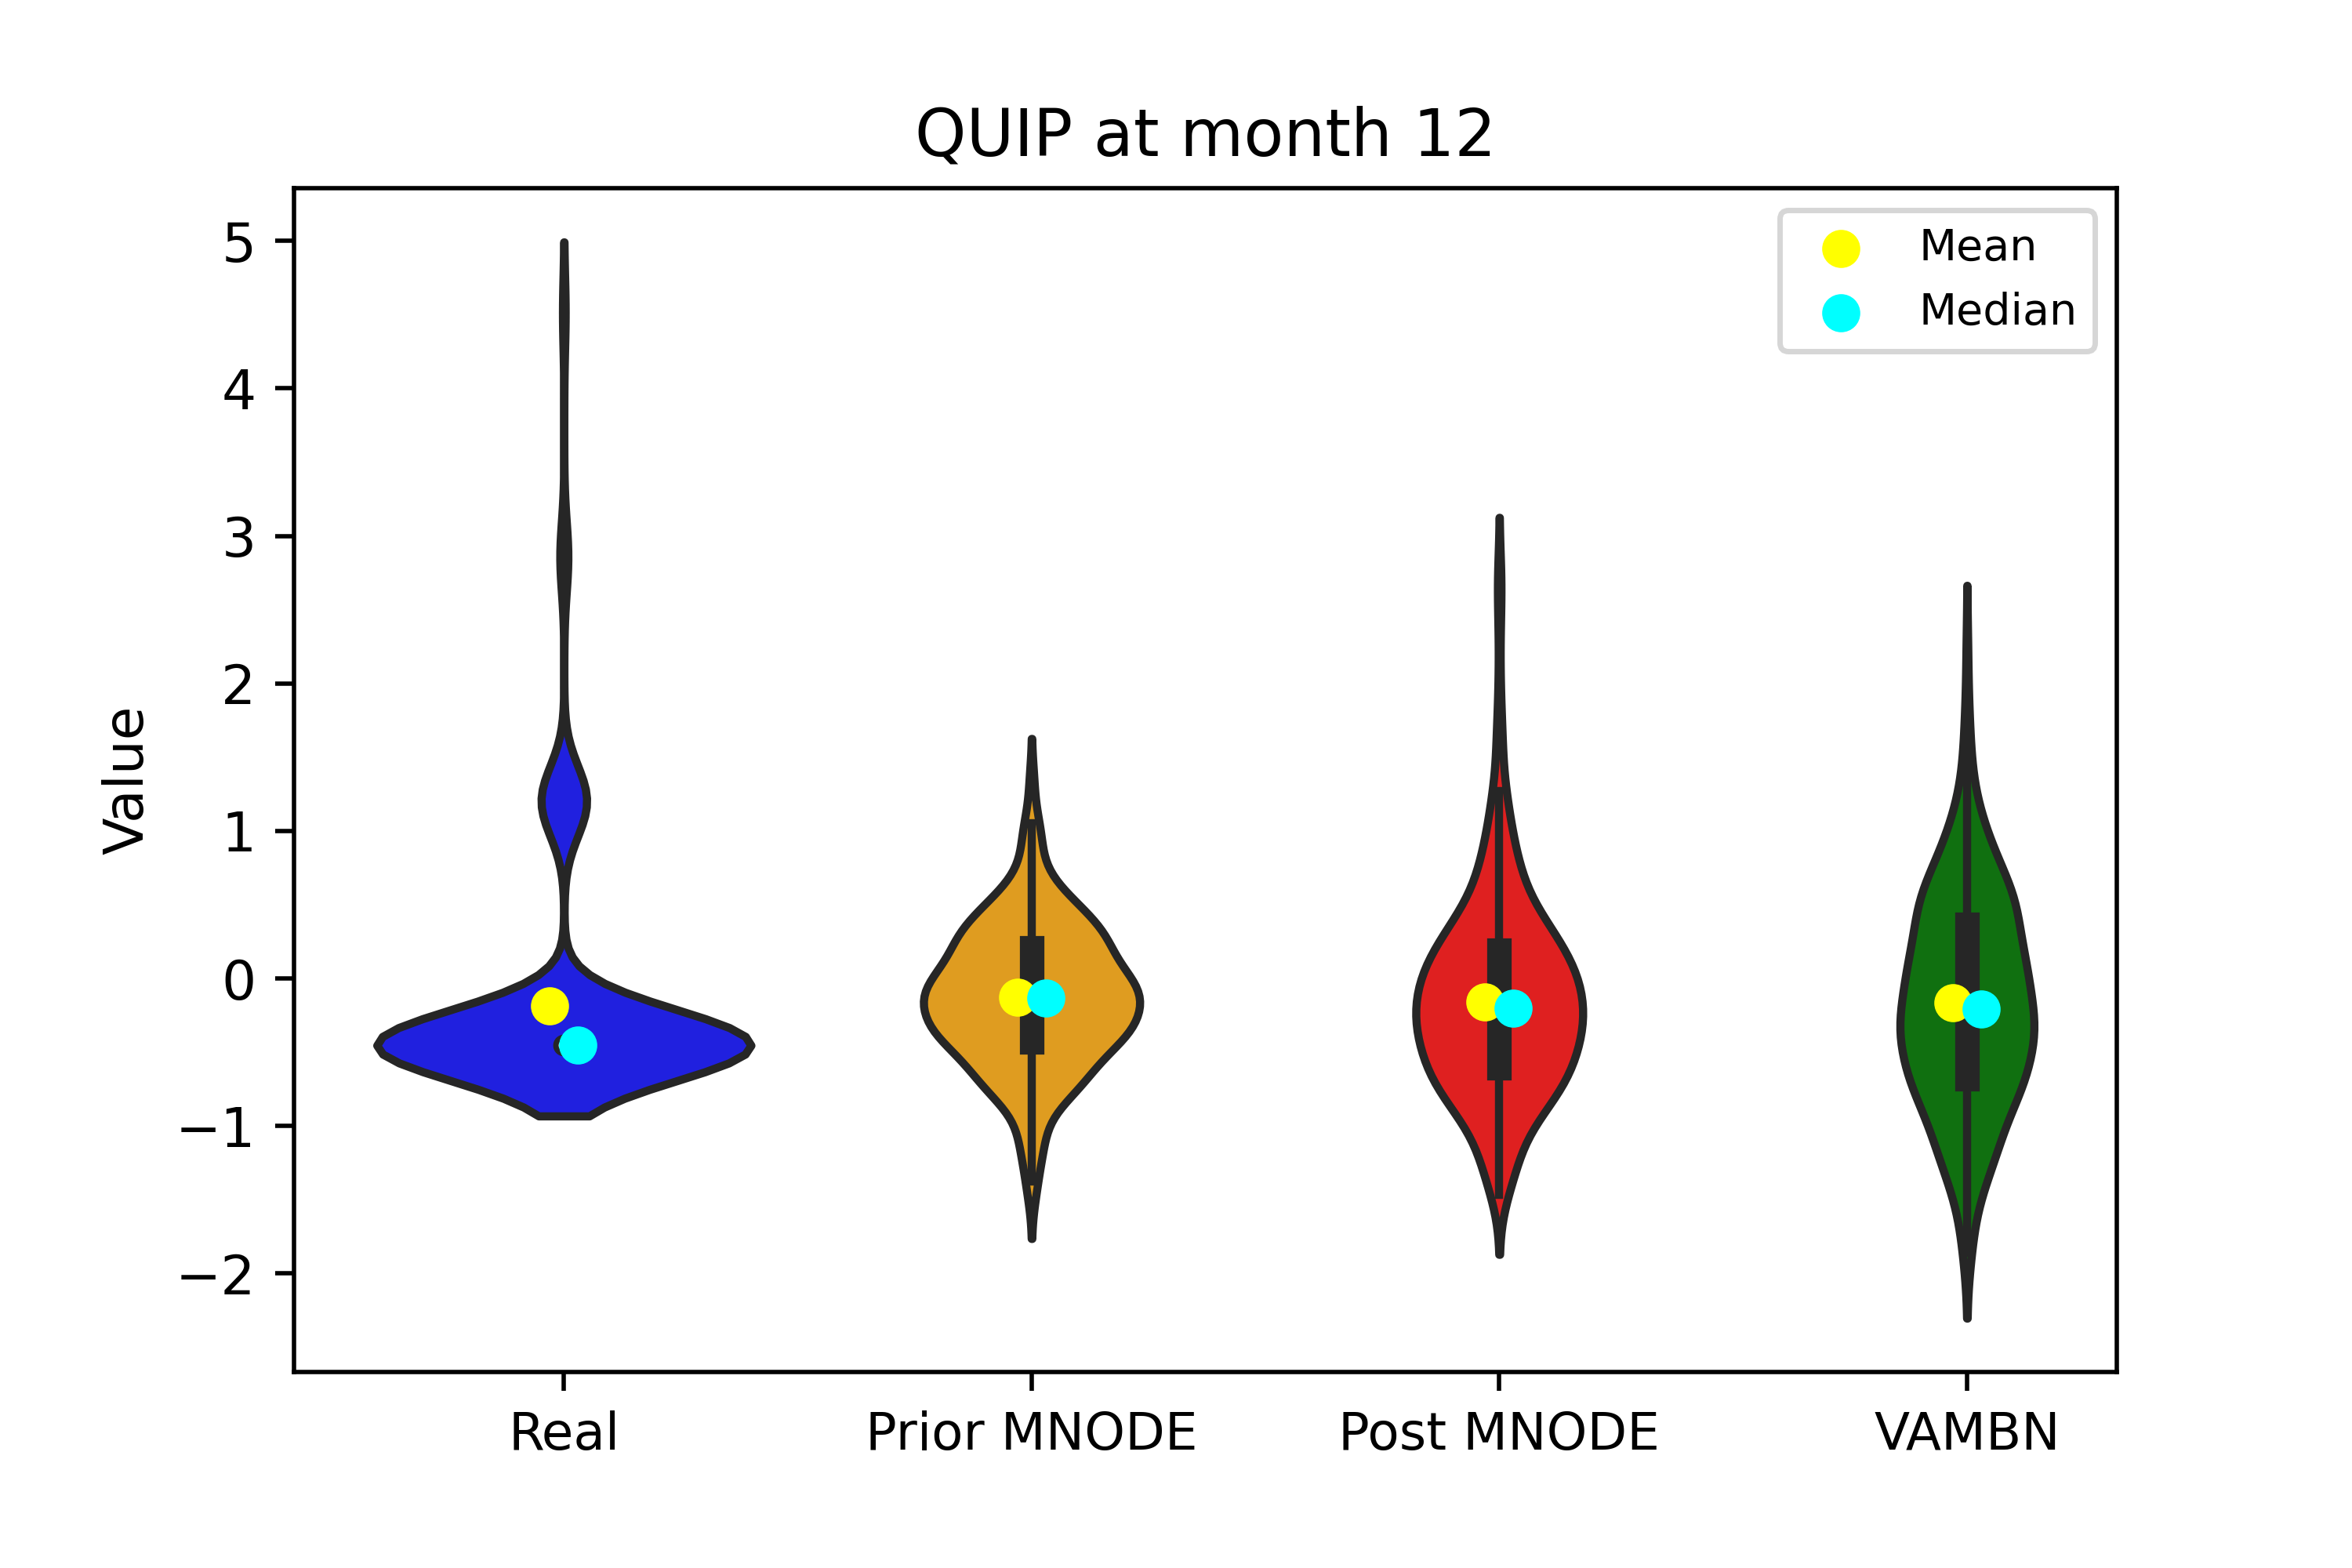 QUIP at month 12
Mean
Median
Value
5
4
3
2
1
0
−1
−2
Real
Prior MNODE
Post MNODE
VAMBN